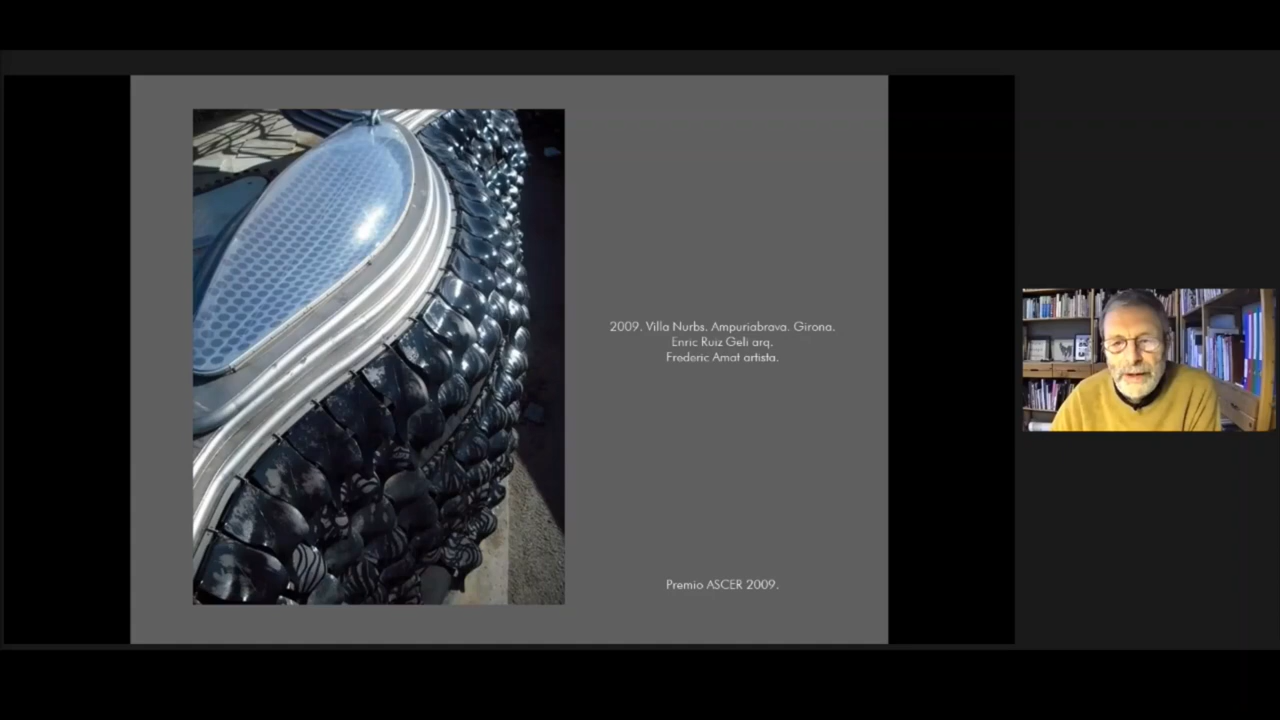 2009. Villa Nurbs. Ampuriabrava. Girona.
Enric Ruiz Geli arq.
Frederic Amat artista.
Premio ASCER 2009.